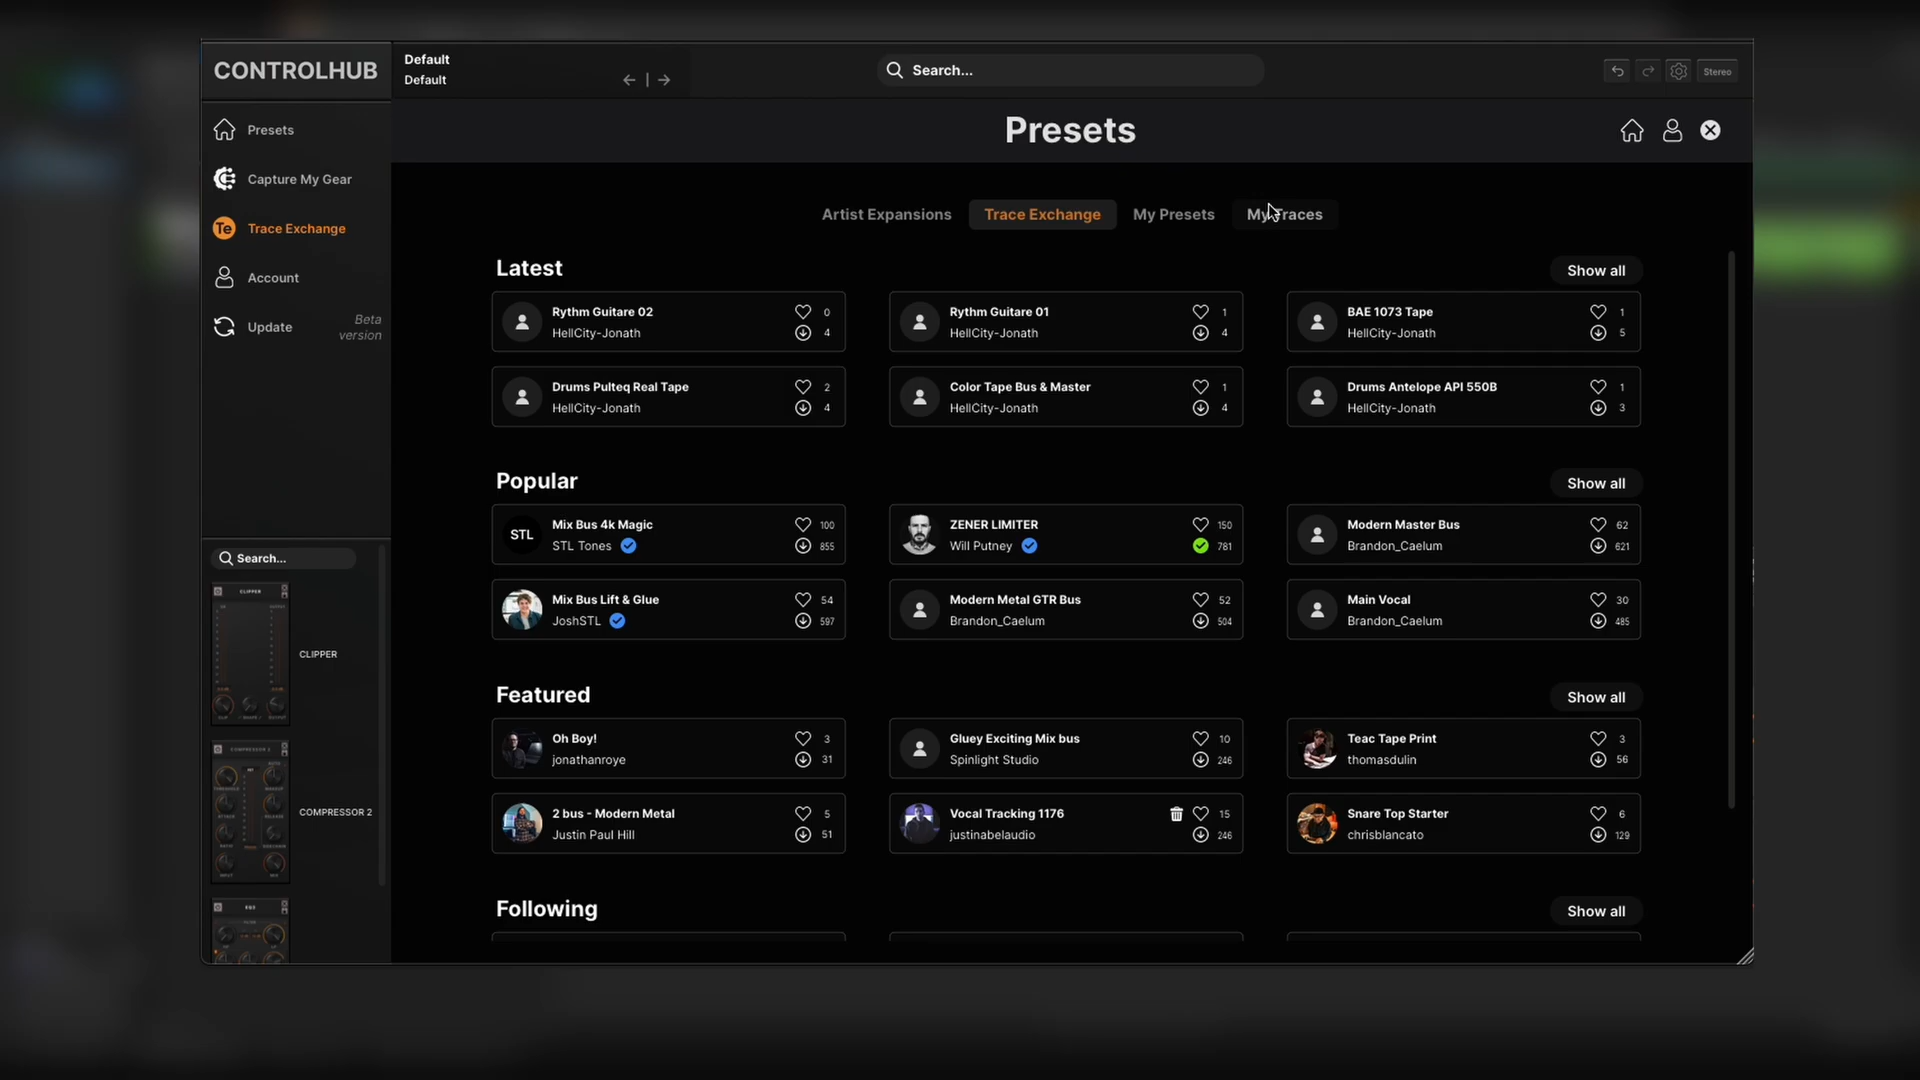 CONTROLHUB
Default
Default
Search...
Stereo
Presets
Capture My Gear
Te
Trace Exchange
Account
Update
Beta
version
Presets
Artist Expansions
Trace Exchange
My Presets
My Traces
Latest
Show all
Rythm Guitare 02
0
HellCity-Jonath
4
Rythm Guitare 01
1
HellCity-Jonath
4
BAE 1073 Tape
1
HellCity-Jonath
5
Drums Pulteq Real Tape
2
HellCity-Jonath
4
Color Tape Bus & Master
1
HellCity-Jonath
4
Drums Antelope API 550B
1
HellCity-Jonath
3
Popular
Show all
STL
Mix Bus 4k Magic
100
STL Tones
855
ZENER LIMITER
150
Will Putney
781
Modern Master Bus
62
Brandon_Caelum
621
Mix Bus Lift & Glue
54
JoshSTL
597
Modern Metal GTR Bus
52
Brandon_Caelum
504
Main Vocal
30
Brandon_Caelum
485
Featured
Show all
Oh Boy!
3
jonathanroye
31
Gluey Exciting Mix bus
10
Spinlight Studio
246
Teac Tape Print
3
thomasdulin
56
2 bus - Modern Metal
5
Justin Paul Hill
51
Vocal Tracking 1176
15
justinabelaudio
246
Snare Top Starter
6
chrisblancato
129
Following
Show all
Search...
CLIPPER
CLIPPER
COMPRESSOR 2
COMPRESSOR 2